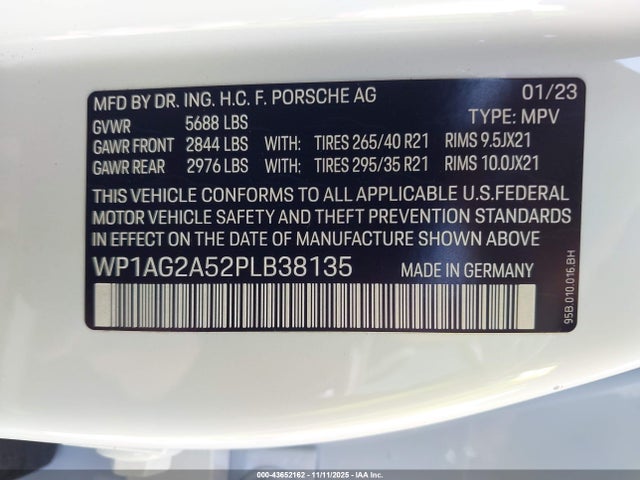 MFD BY DR. ING. H.C. F. PORSCHE AG 01/23
GVWR 5688 LBS TYPE: MPV
GAWR FRONT 2844 LBS WITH: TIRES 265/40 R21 RIMS 9.5JX21
GAWR REAR 2976 LBS WITH: TIRES 295/35 R21 RIMS 10.0JX21
THIS VEHICLE CONFORMS TO ALL APPLICABLE U.S.FEDERAL
MOTOR VEHICLE SAFETY AND THEFT PREVENTION STANDARDS
IN EFFECT ON THE DATE OF MANUFACTURE SHOWN ABOVE
WP1AG2A52PLB38135 MADE IN GERMANY
95B.010.016.BH
000-43652162 - 11/11/2025 - IAA Inc.